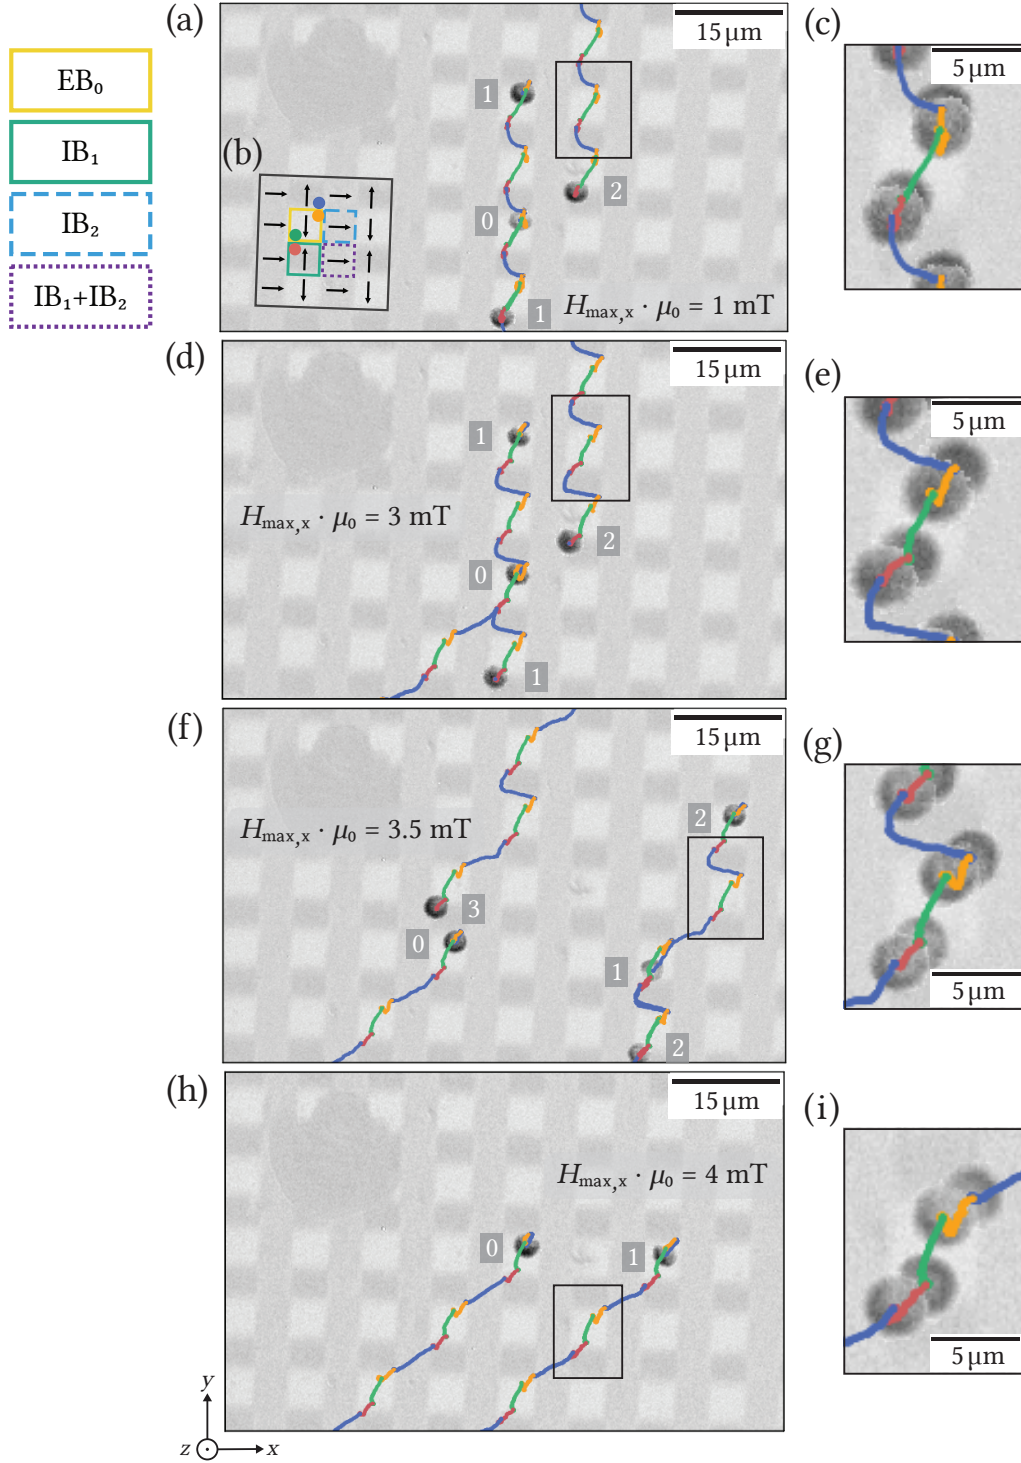 EB₀
IB₁
IB₂
IB₁+IB₂
(a)
15 μm
1
2
0
1
H_max,x · μ₀ = 1 mT
(b)
(c)
5 μm
(d)
15 μm
1
H_max,x · μ₀ = 3 mT
2
0
1
(e)
5 μm
(f)
15 μm
H_max,x · μ₀ = 3.5 mT
2
3
0
1
2
(g)
5 μm
(h)
15 μm
H_max,x · μ₀ = 4 mT
0
1
(i)
5 μm
y
z
x